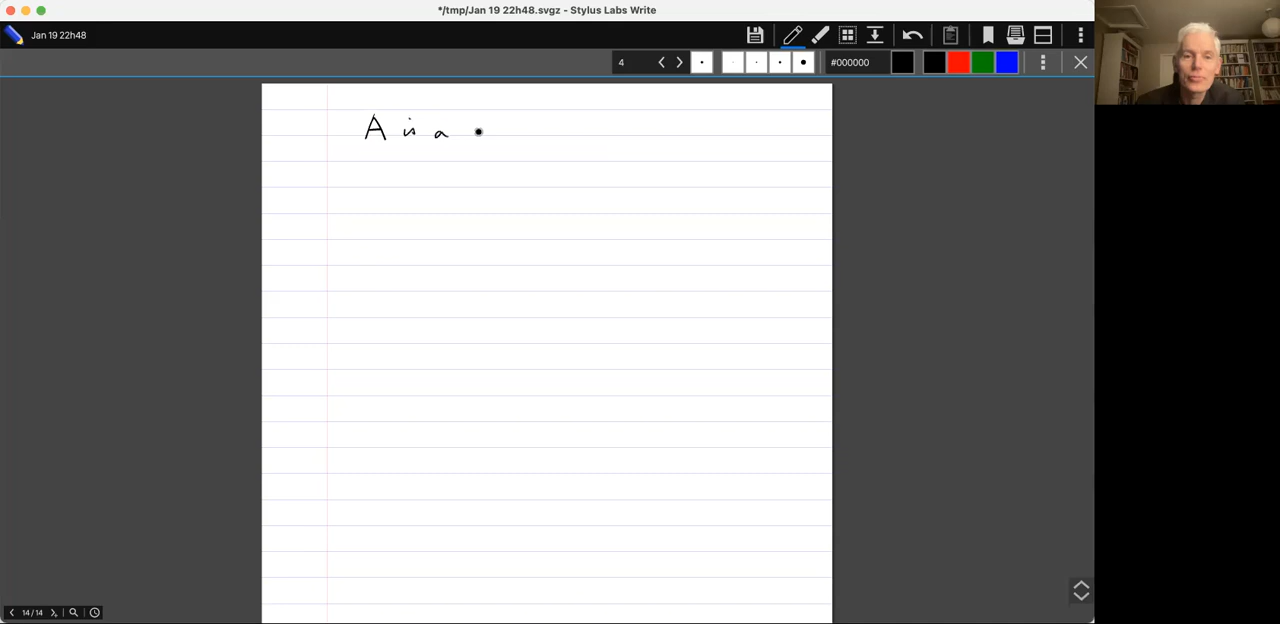 */tmp/Jan 19 22h48.svgz - Stylus Labs Write
Jan 19 22h48
4
#000000
A is a
14/14